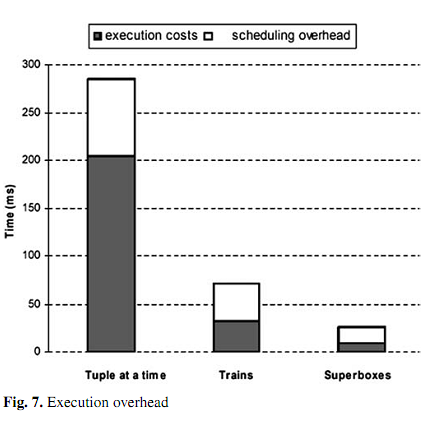 execution costs scheduling overhead
300
250
200
150
100
50
0
Time (ms)
Tuple at a time Trains Superboxes
Fig. 7. Execution overhead